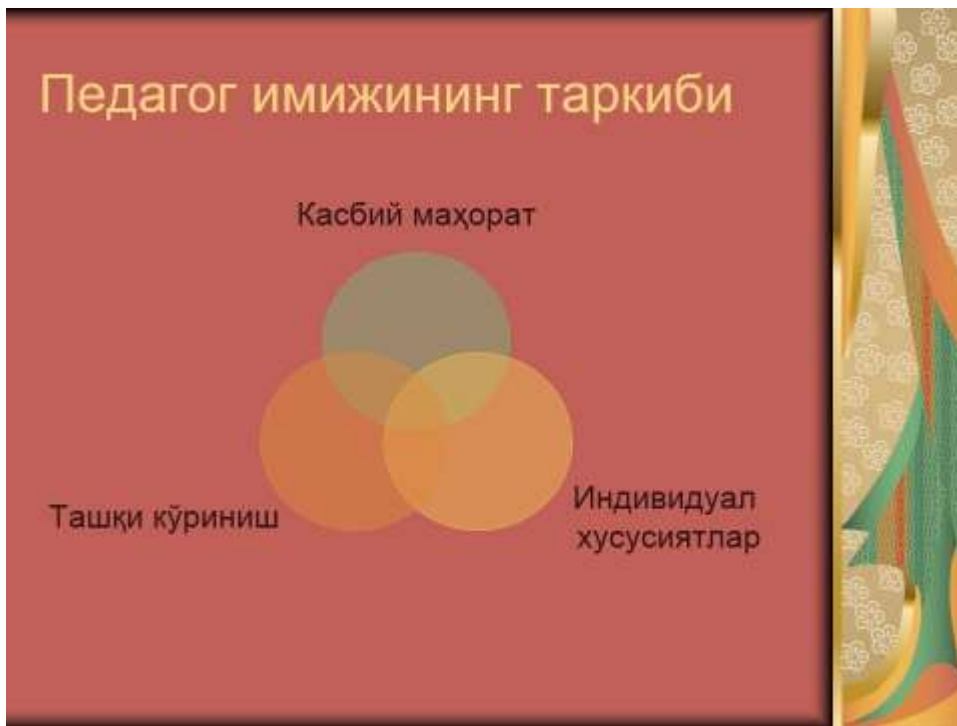 Педагог имижининг таркиби
Касбий маҳорат
Ташқи кўриниш
Индивидуал
хусусиятлар